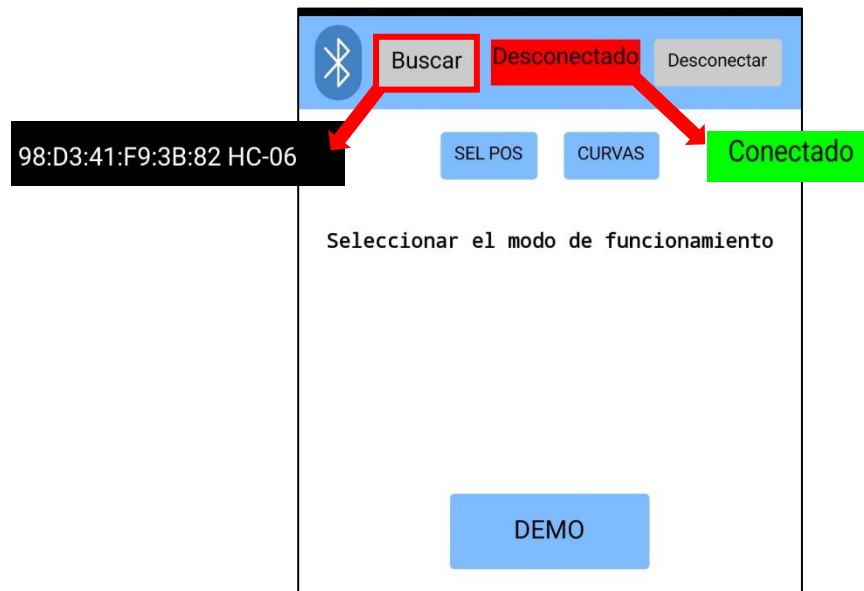 Buscar
Desconectado
Desconectar
98:D3:41:F9:3B:82 HC-06
SEL POS
CURVAS
Conectado
Seleccionar el modo de funcionamiento
DEMO